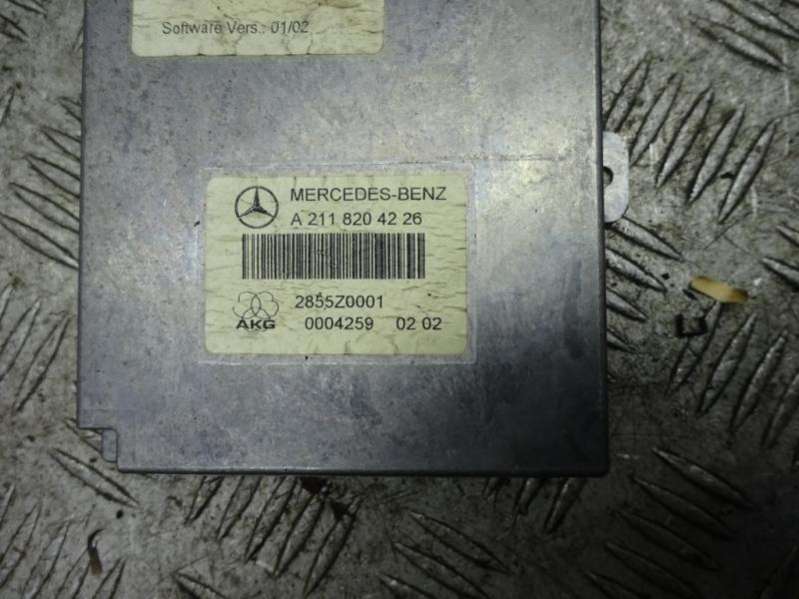 Software Vers.: 01/02
MERCEDES-BENZ
A 211 820 42 26
2855Z0001
AKG
0004259 02 02